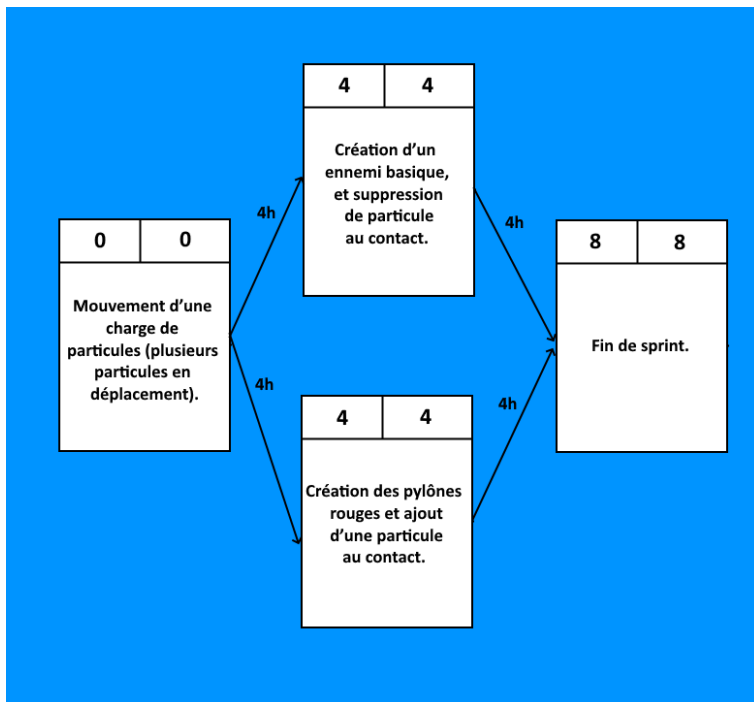 4 4
Création d'un
ennemi basique,
et suppression
de particule
au contact.
4h
4h
0 0
Mouvement d'une
charge de
particules (plusieurs
particules en
déplacement).
8 8
Fin de sprint.
4h
4h
4 4
Création des pylônes
rouges et ajout
d'une particule
au contact.